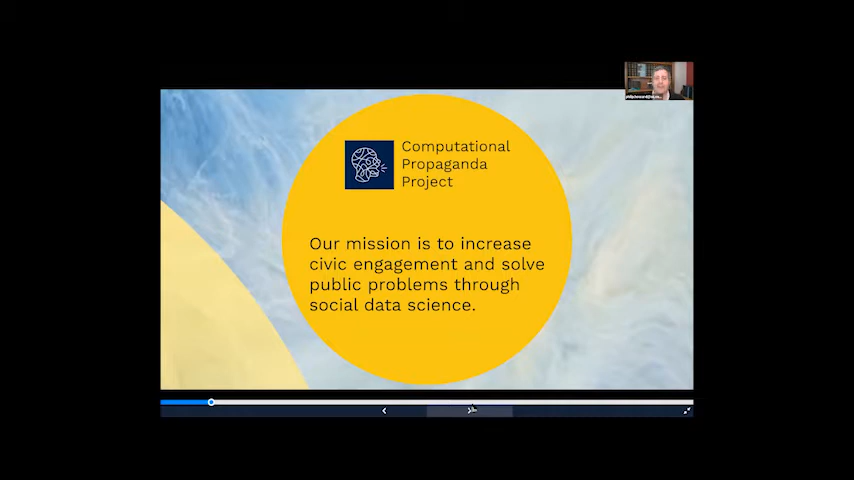 Computational
Propaganda
Project
Our mission is to increase
civic engagement and solve
public problems through
social data science.